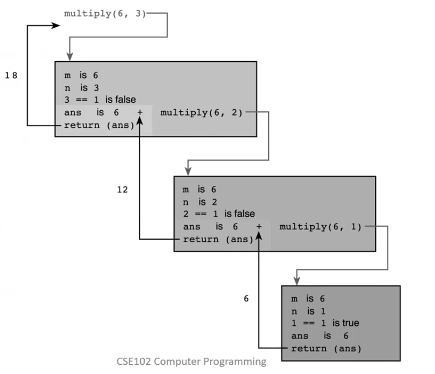 multiply(6, 3)
18
m is 6
n is 3
3 == 1 is false
ans is 6 + multiply(6, 2)
return (ans)
12
m is 6
n is 2
2 == 1 is false
ans is 6 + multiply(6, 1)
return (ans)
6
m is 6
n is 1
1 == 1 is true
ans is 6
return (ans)
CSE102 Computer Programming